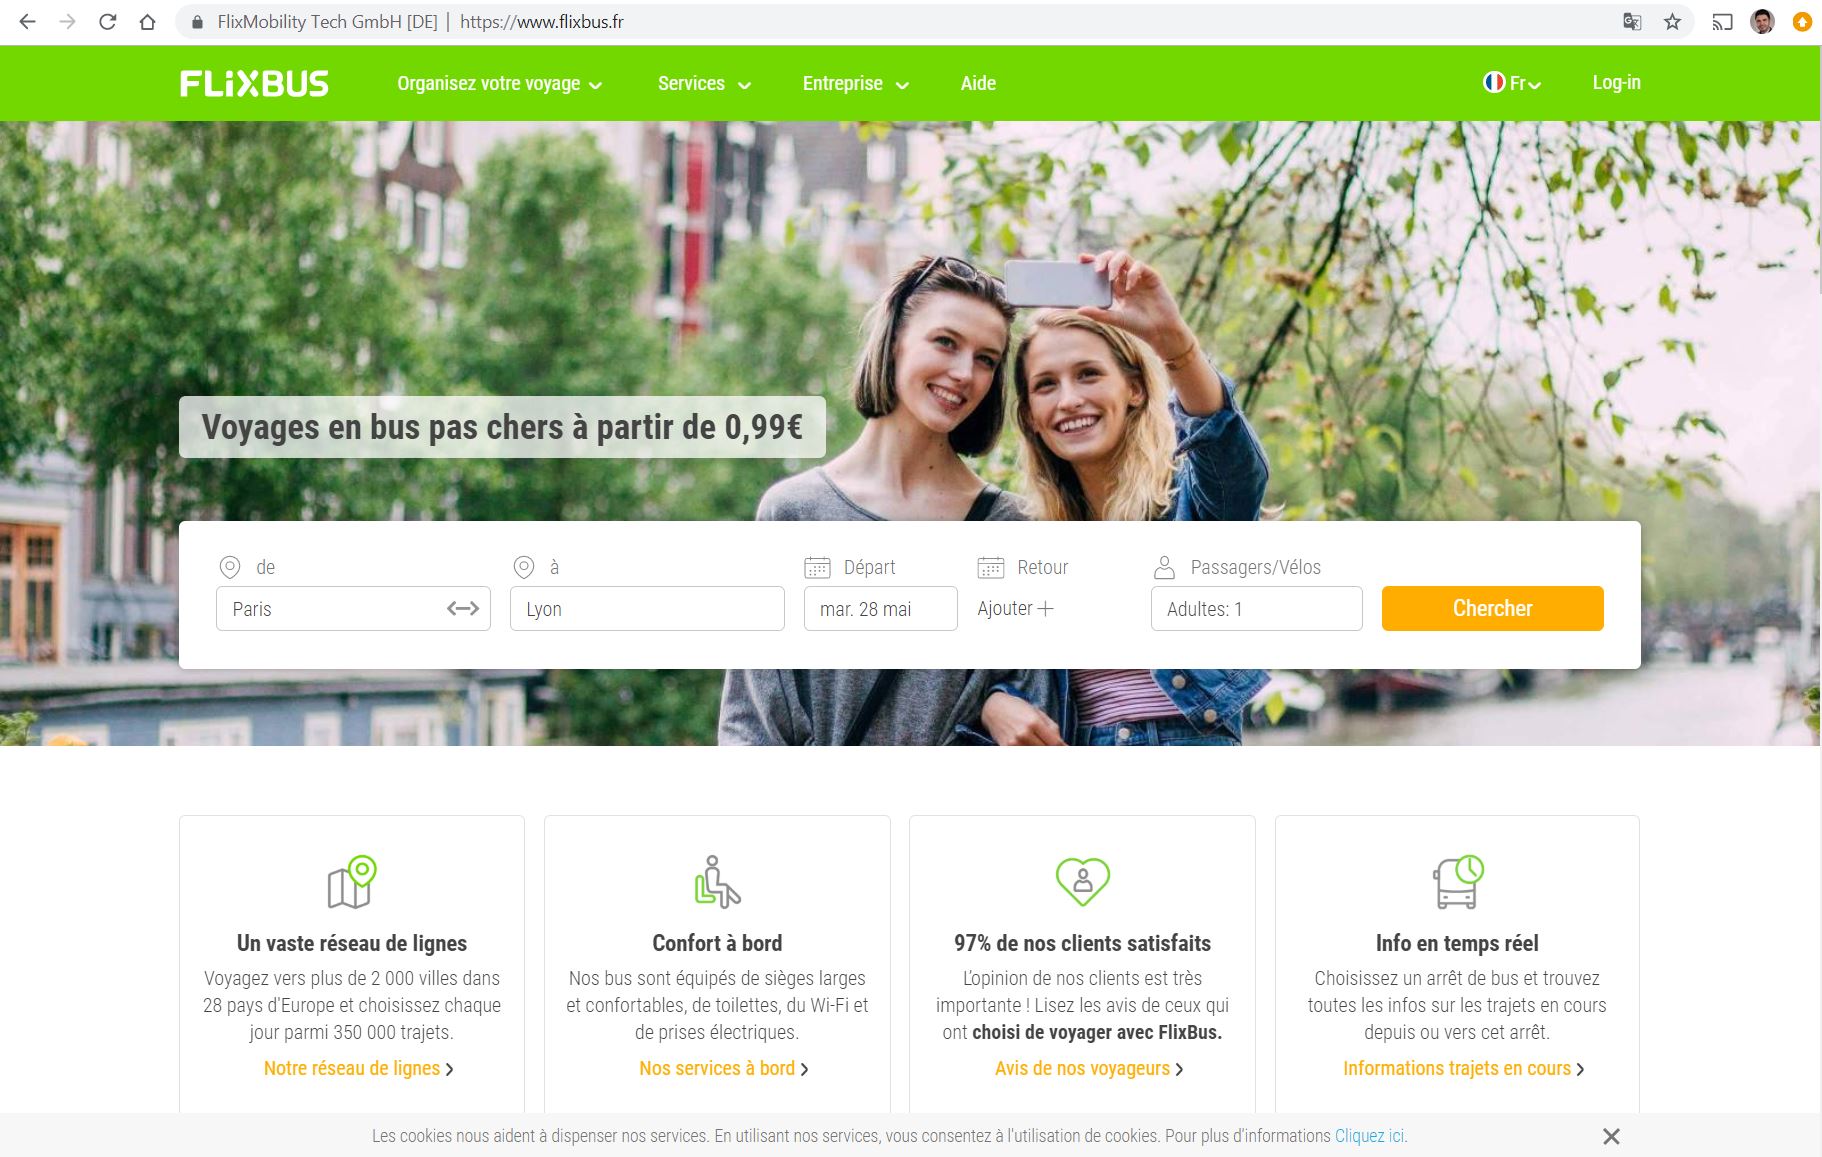 FlixMobility Tech GmbH [DE] | https://www.flixbus.fr
FLiXBUS
Organisez votre voyage
Services
Entreprise
Aide
Fr
Log-in
Voyages en bus pas chers à partir de 0,99€
de
à
Départ
Retour
Passagers/Vélos
Paris
Lyon
mar. 28 mai
Ajouter
Adultes: 1
Chercher
Un vaste réseau de lignes
Voyagez vers plus de 2 000 villes dans
28 pays d'Europe et choisissez chaque
jour parmi 350 000 trajets.
Notre réseau de lignes
Confort à bord
Nos bus sont équipés de sièges larges
et confortables, de toilettes, du Wi-Fi et
de prises électriques.
Nos services à bord
97% de nos clients satisfaits
L'opinion de nos clients est très
importante ! Lisez les avis de ceux qui
ont choisi de voyager avec FlixBus.
Avis de nos voyageurs
Info en temps réel
Choisissez un arrêt de bus et trouvez
toutes les infos sur les trajets en cours
depuis ou vers cet arrêt.
Informations trajets en cours
Les cookies nous aident à dispenser nos services. En utilisant nos services, vous consentez à l'utilisation de cookies. Pour plus d'informations Cliquez ici.